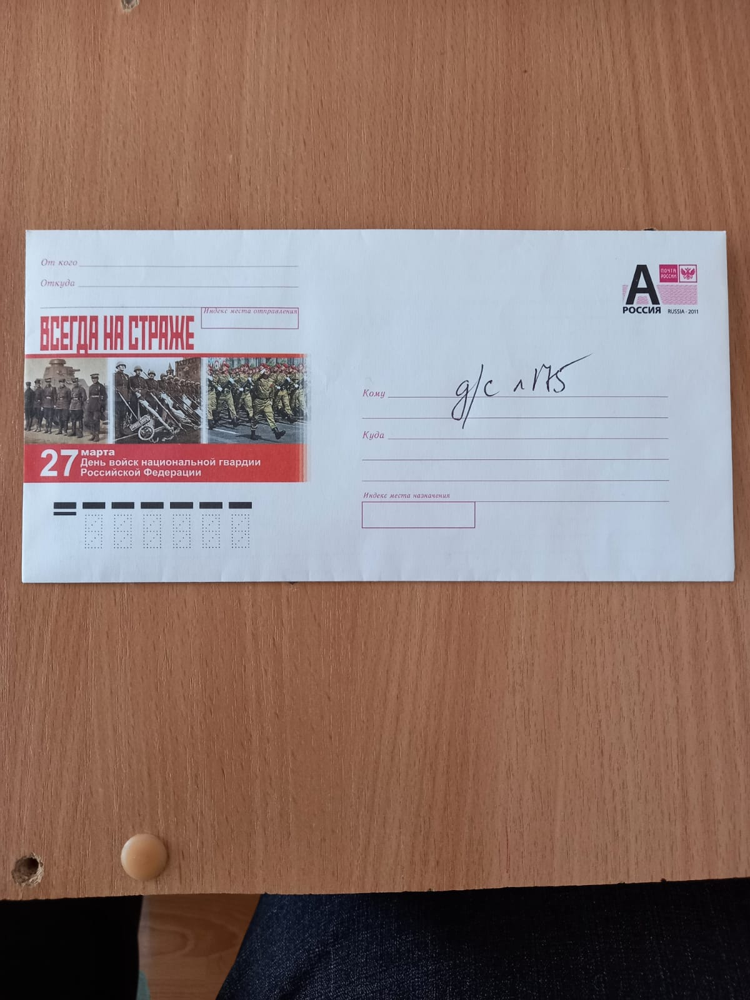 От кого
Откуда
Индекс места отправления
ВСЕГДА НА СТРАЖЕ
27 марта
День войск национальной гвардии
Российской Федерации
А
ПОЧТА
РОССИИ
РОССИЯ RUSSIA · 2011
Кому д/с л 175
Куда
Индекс места назначения